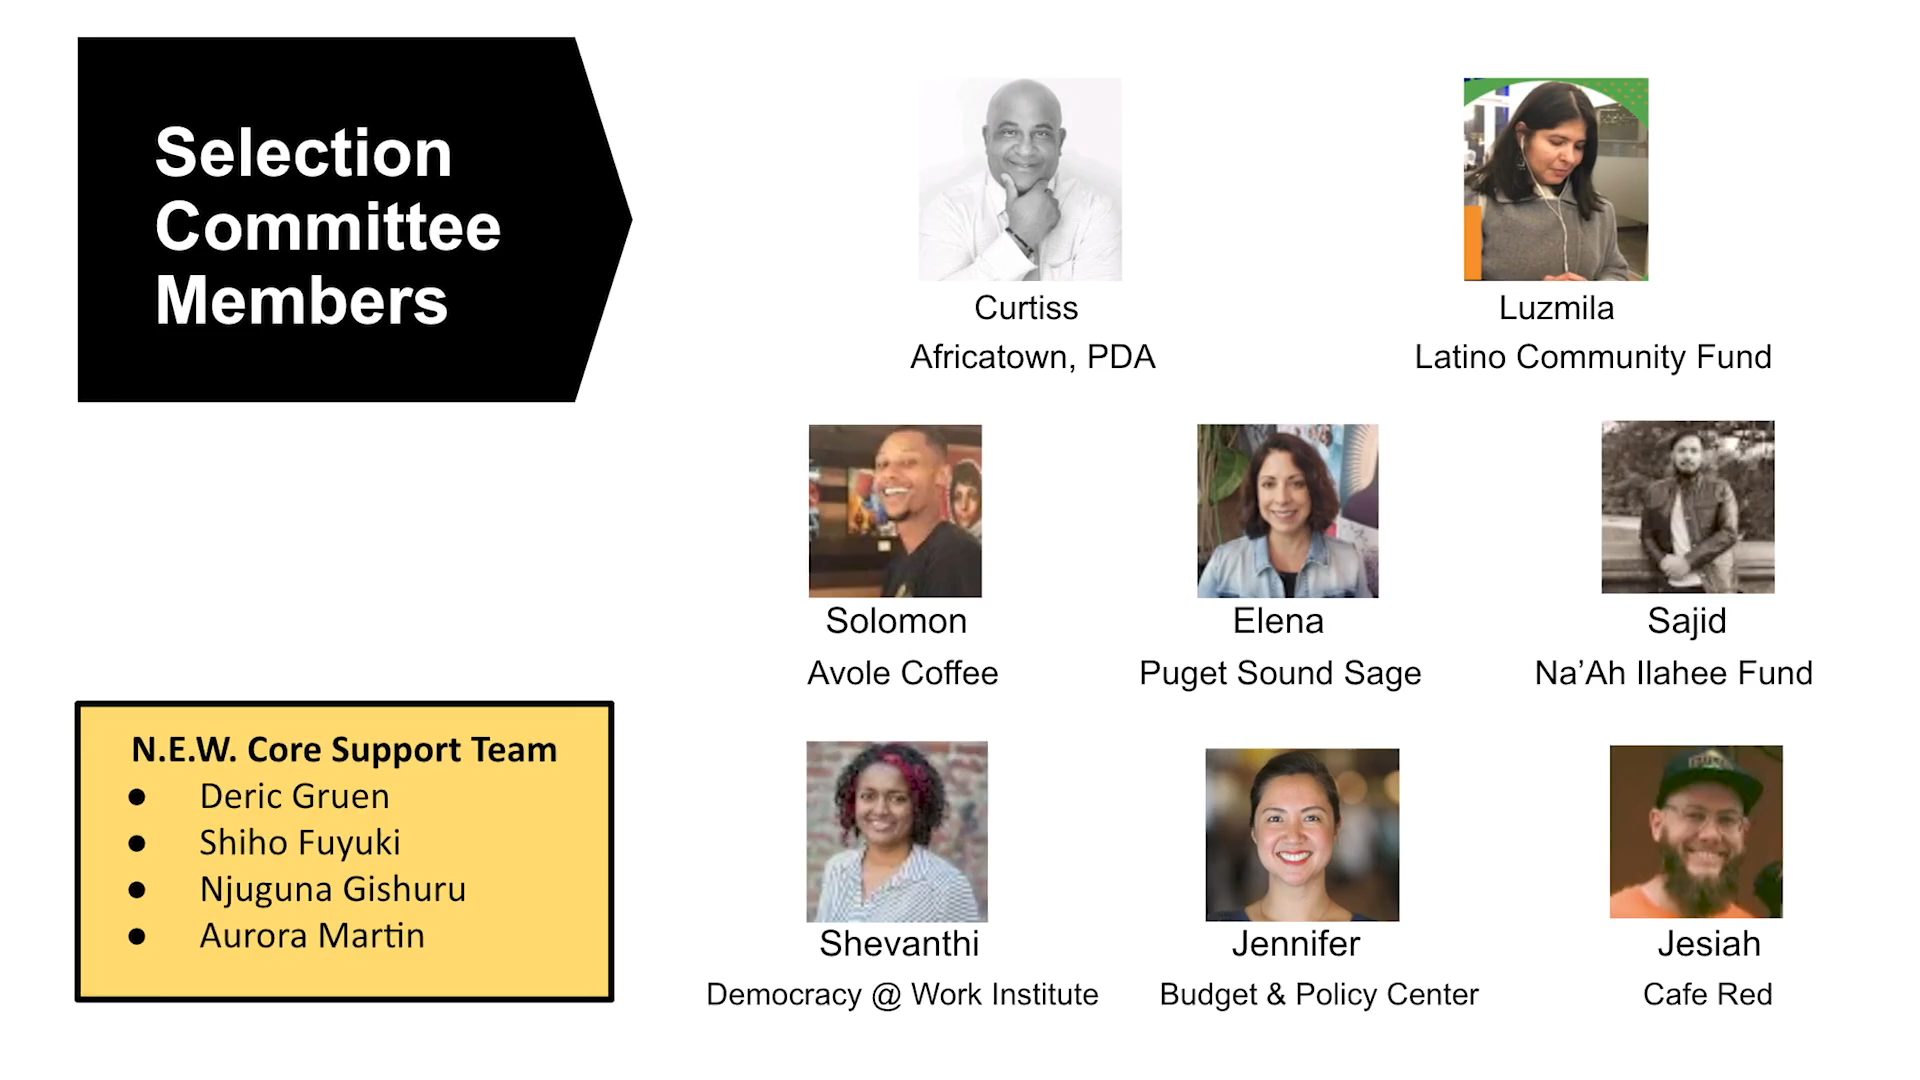 Selection
Committee
Members
Curtiss
Africatown, PDA
Luzmila
Latino Community Fund
Solomon
Avole Coffee
Elena
Puget Sound Sage
Sajid
Na’Ah Ilahee Fund
Shevanthi
Democracy @ Work Institute
Jennifer
Budget & Policy Center
Jesiah
Cafe Red
N.E.W. Core Support Team
● Deric Gruen
● Shiho Fuyuki
● Njuguna Gishuru
● Aurora Martin